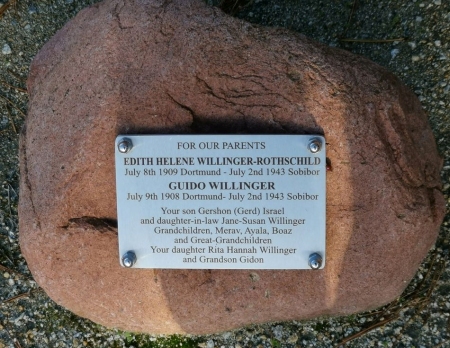 FOR OUR PARENTS
EDITH HELENE WILLINGER-ROTHSCHILD
July 8th 1909 Dortmund - July 2nd 1943 Sobibor
GUIDO WILLINGER
July 9th 1908 Dortmund- July 2nd 1943 Sobibor
Your son Gershon (Gerd) Israel
and daughter-in-law Jane-Susan Willinger
Grandchildren, Merav, Ayala, Boaz
and Great-Grandchildren
Your daughter Rita Hannah Willinger
and Grandson Gidon